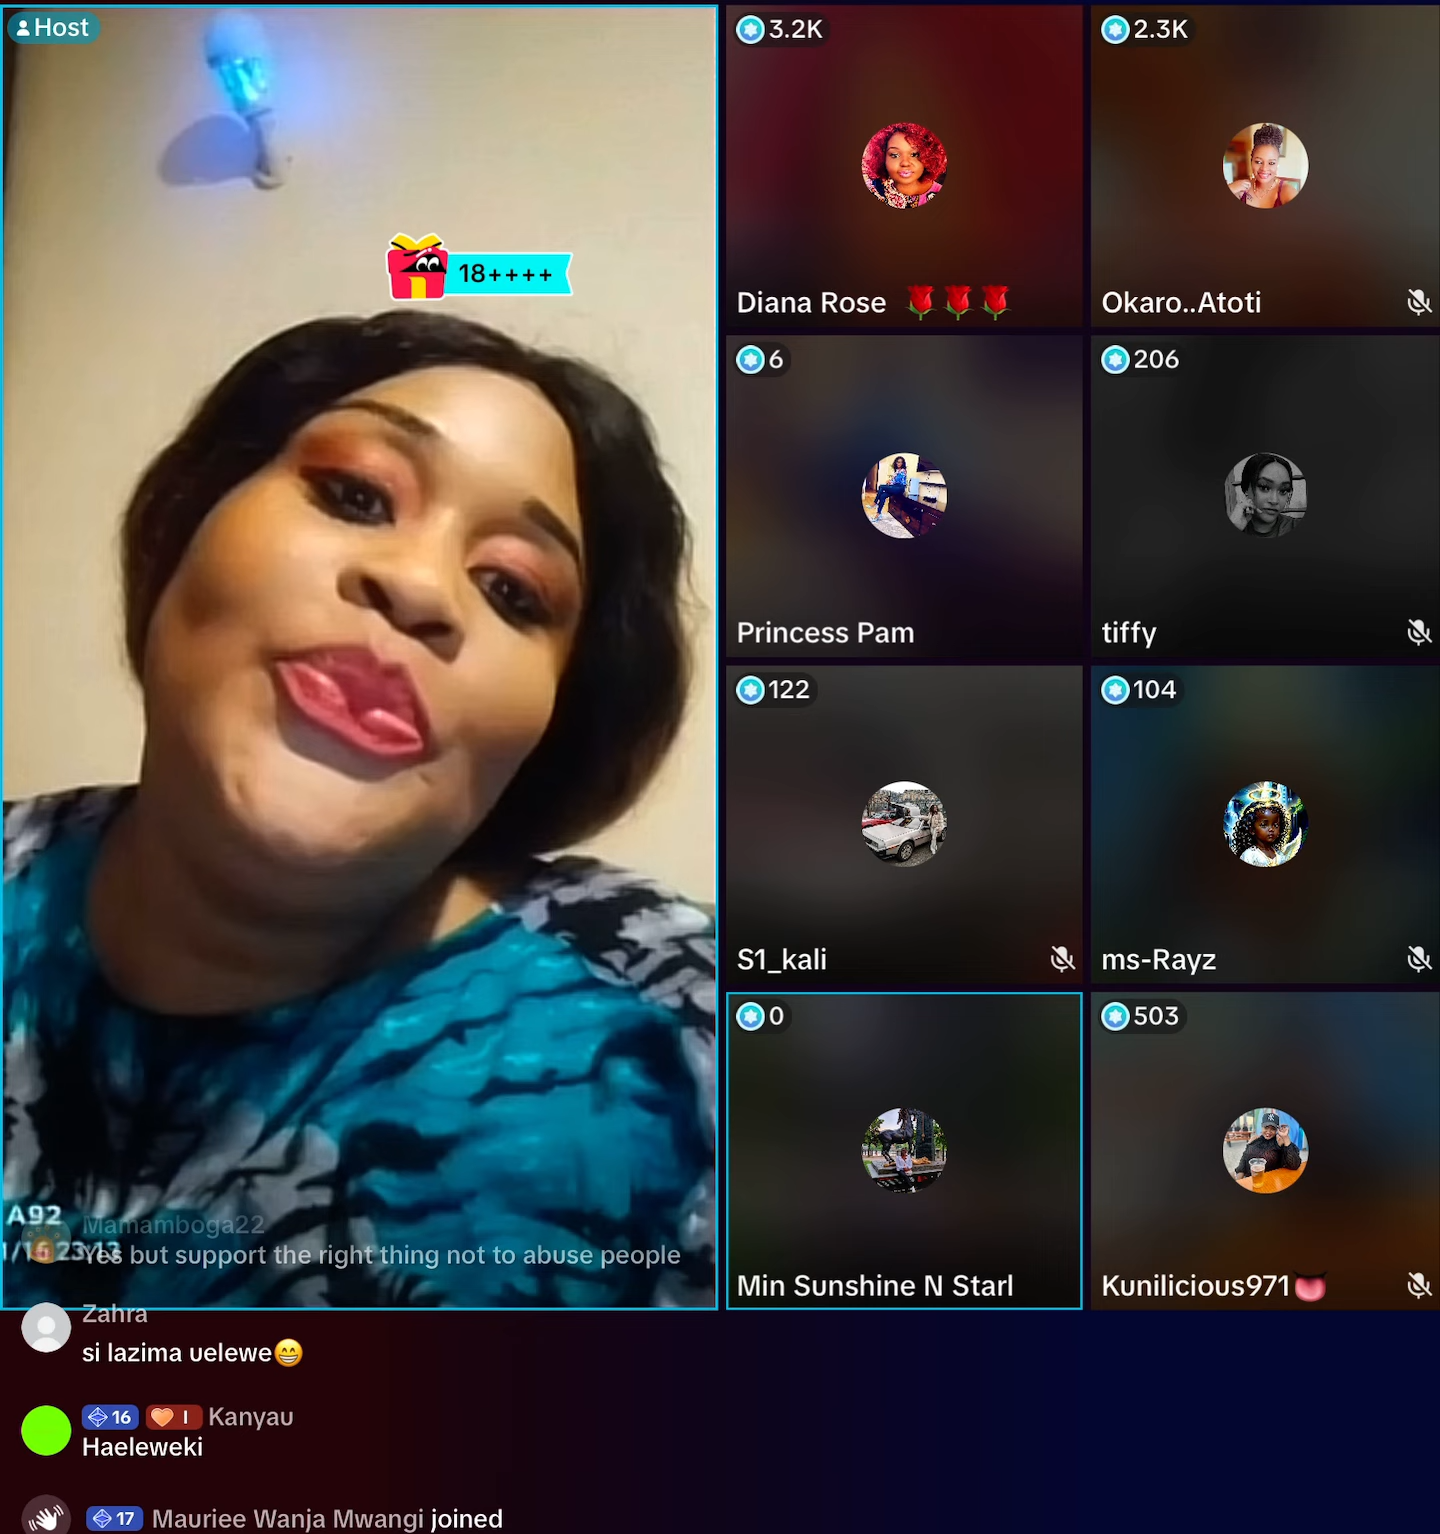 Host
18++++
3.2K
Diana Rose 🌹🌹🌹
2.3K
Okaro..Atoti
6
Princess Pam
206
tiffy
122
S1_kali
104
ms-Rayz
0
Min Sunshine N Starl
503
Kunilicious971👅
A92
Mamamboga22
Yes but support the right thing not to abuse people
Zahra
si lazima uelewe😁
16 I Kanyau
Haeleweki
17 Mauriee Wanja Mwangi joined